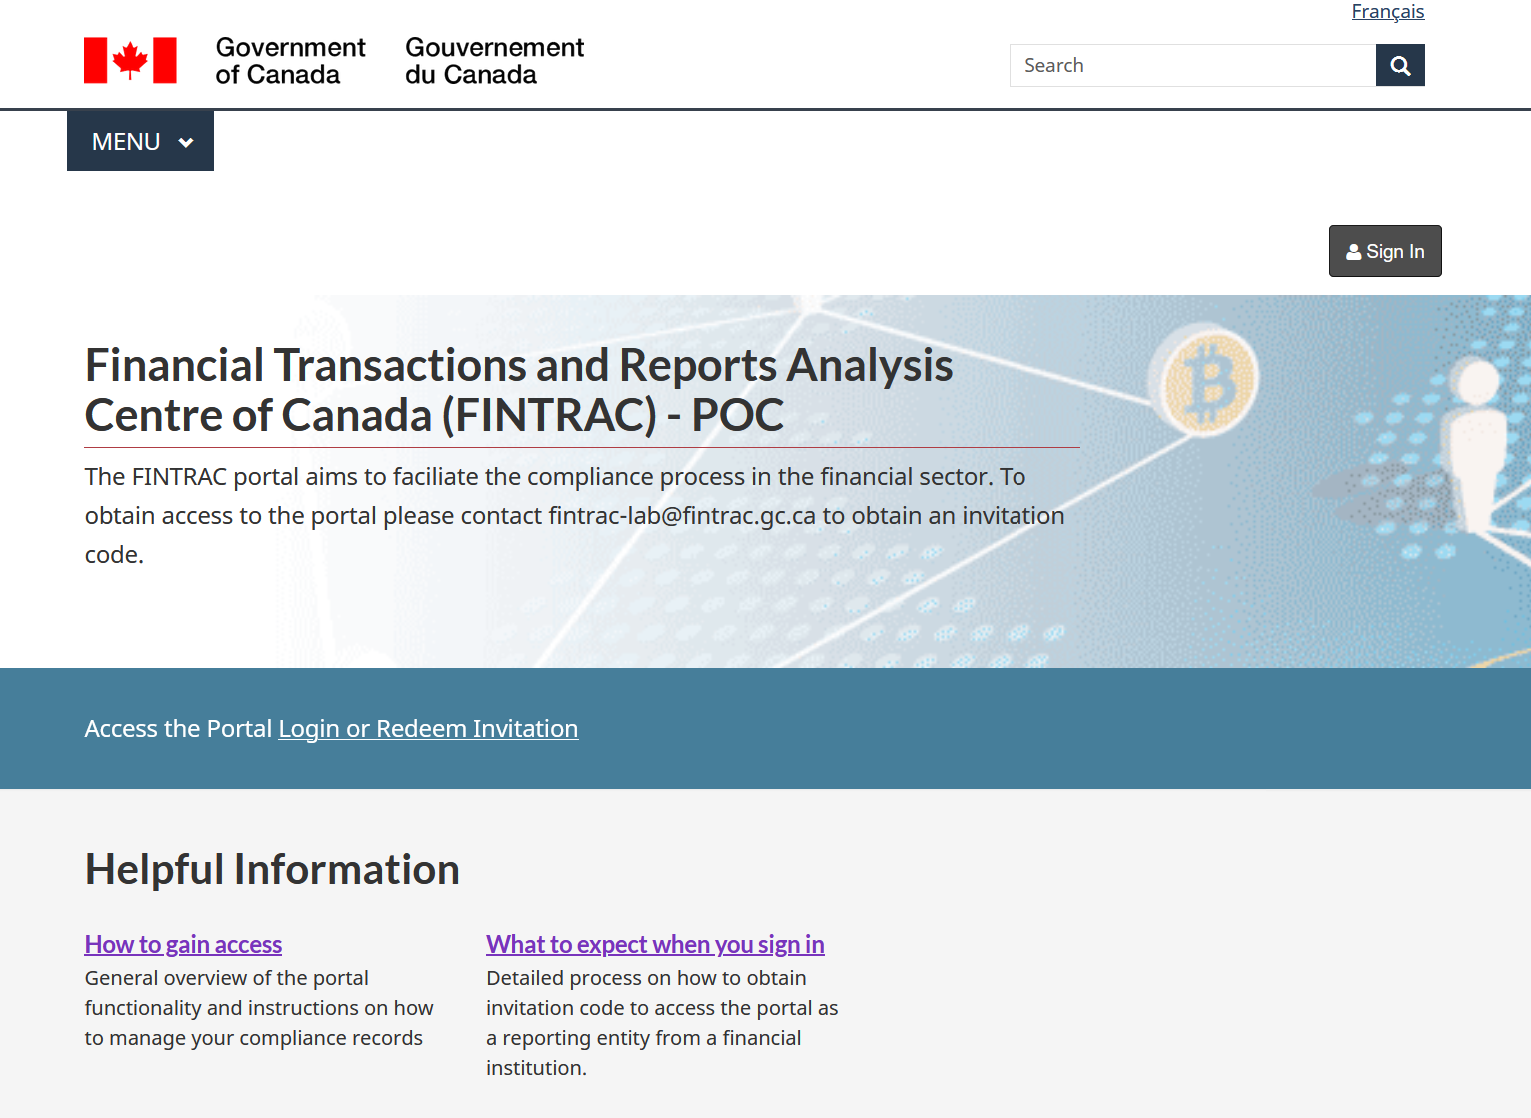 Français
Government
of Canada
Gouvernement
du Canada
Search
MENU
Sign In
Financial Transactions and Reports Analysis
Centre of Canada (FINTRAC) - POC
The FINTRAC portal aims to faciliate the compliance process in the financial sector. To
obtain access to the portal please contact fintrac-lab@fintrac.gc.ca to obtain an invitation
code.
Access the Portal Login or Redeem Invitation
Helpful Information
How to gain access
General overview of the portal
functionality and instructions on how
to manage your compliance records
What to expect when you sign in
Detailed process on how to obtain
invitation code to access the portal as
a reporting entity from a financial
institution.